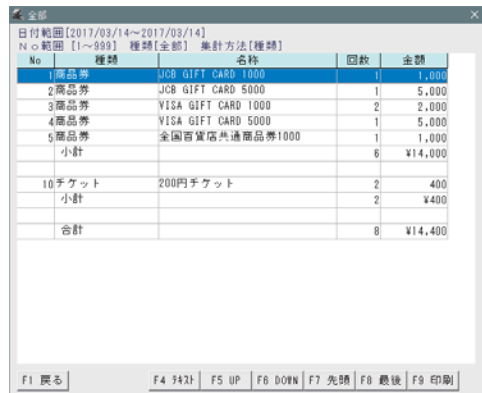 全部
日付範囲[2017/03/14～2017/03/14]
No範囲 [1～999] 種類[全部] 集計方法[種類]
No 種類 名称 回数 金額
1 商品券 JCB GIFT CARD 1000 1 1,000
2 商品券 JCB GIFT CARD 5000 1 5,000
3 商品券 VISA GIFT CARD 1000 2 2,000
4 商品券 VISA GIFT CARD 5000 1 5,000
5 商品券 全国百貨店共通商品券1000 1 1,000
小計 6 ¥14,000
10 チケット 200円チケット 2 400
小計 2 ¥400
合計 8 ¥14,400
F1 戻る F4 ﾃｷｽﾄ F5 UP F6 DOWN F7 先頭 F8 最後 F9 印刷